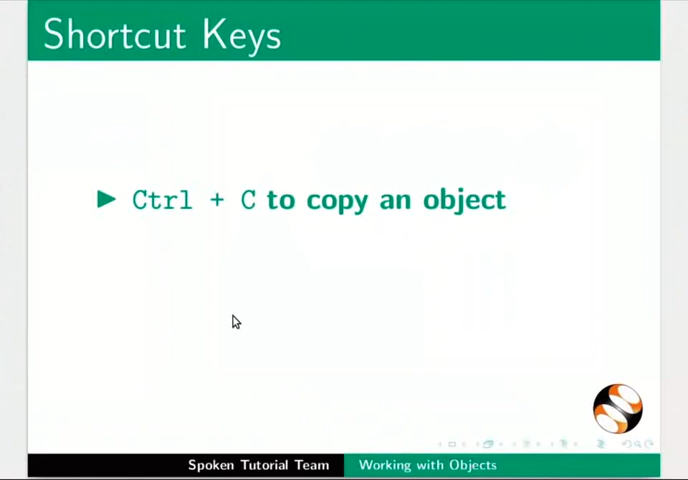 Shortcut Keys
Ctrl + C to copy an object
Spoken Tutorial Team
Working with Objects